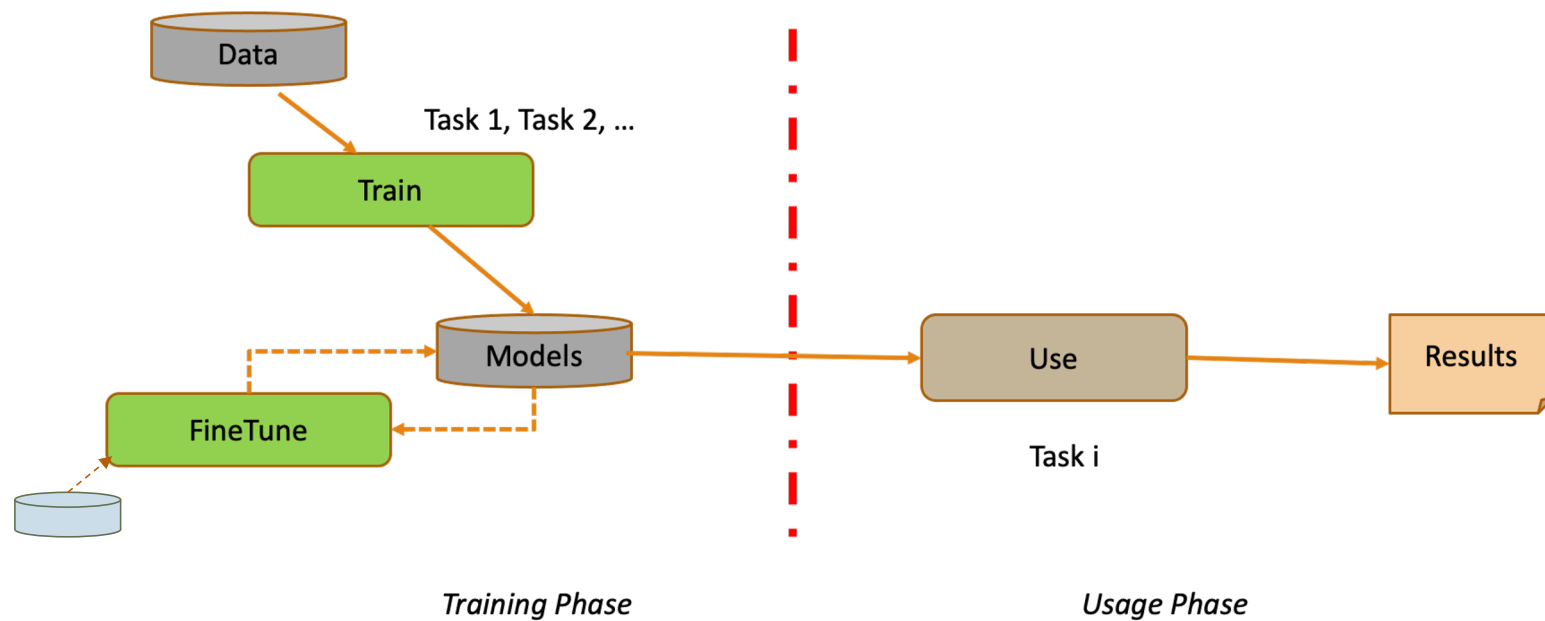 Data
Task 1, Task 2, ...
Train
Models
FineTune
Use
Results
Task i
Training Phase
Usage Phase